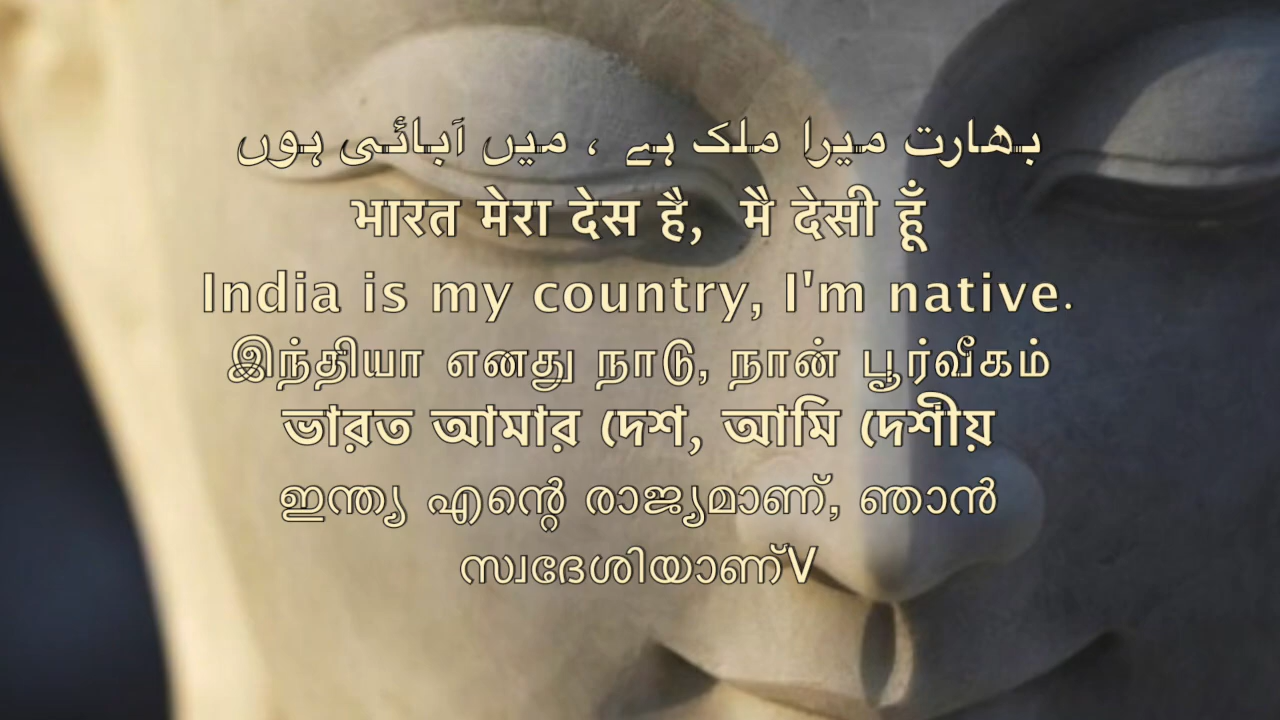 بھارت میرا ملک ہے ، میں آبائی ہوں
भारत मेरा देस है, मै देसी हूँ
India is my country, I'm native.
இந்தியா எனது நாடு, நான் பூர்வீகம்
ভারত আমার দেশ, আমি দেশীয়
ഇന്ത്യ എന്റെ രാജ്യമാണ്, ഞാൻ
സ്വദേശിയാണ്V